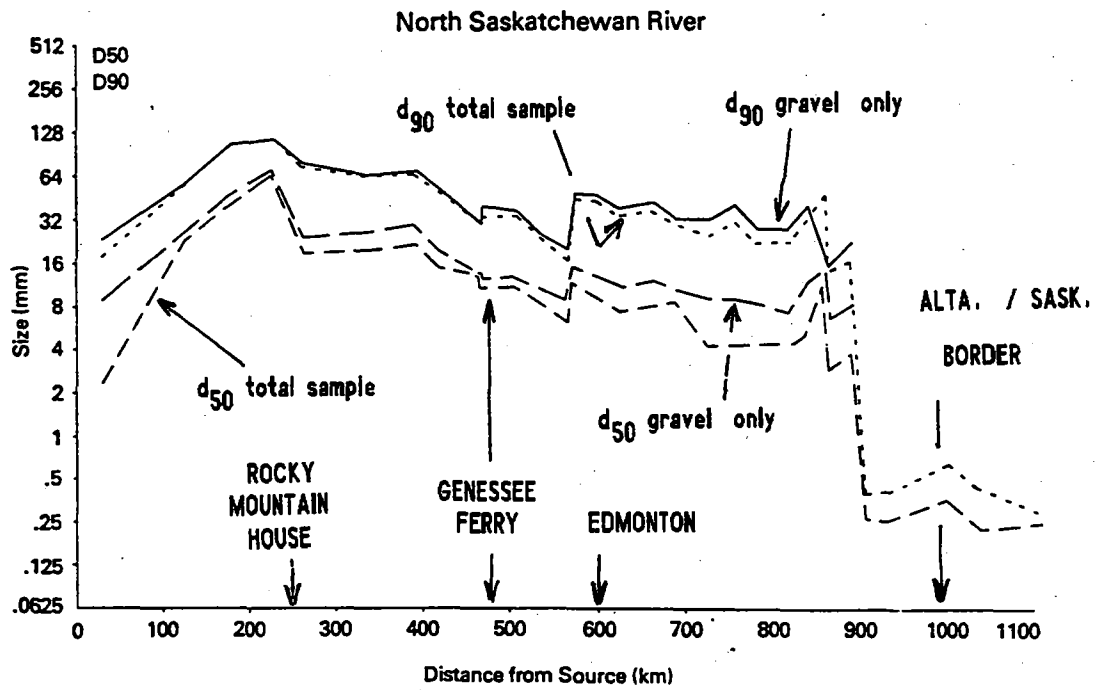 North Saskatchewan River
512
256
128
64
32
16
8
4
2
1
.5
.25
.125
.0625
Size (mm)
D50
D90
d90 total sample
d90 gravel only
d50 total sample
d50 gravel only
ROCKY
MOUNTAIN
HOUSE
GENESSEE
FERRY
EDMONTON
ALTA. / SASK.
BORDER
0 100 200 300 400 500 600 700 800 900 1000 1100
Distance from Source (km)